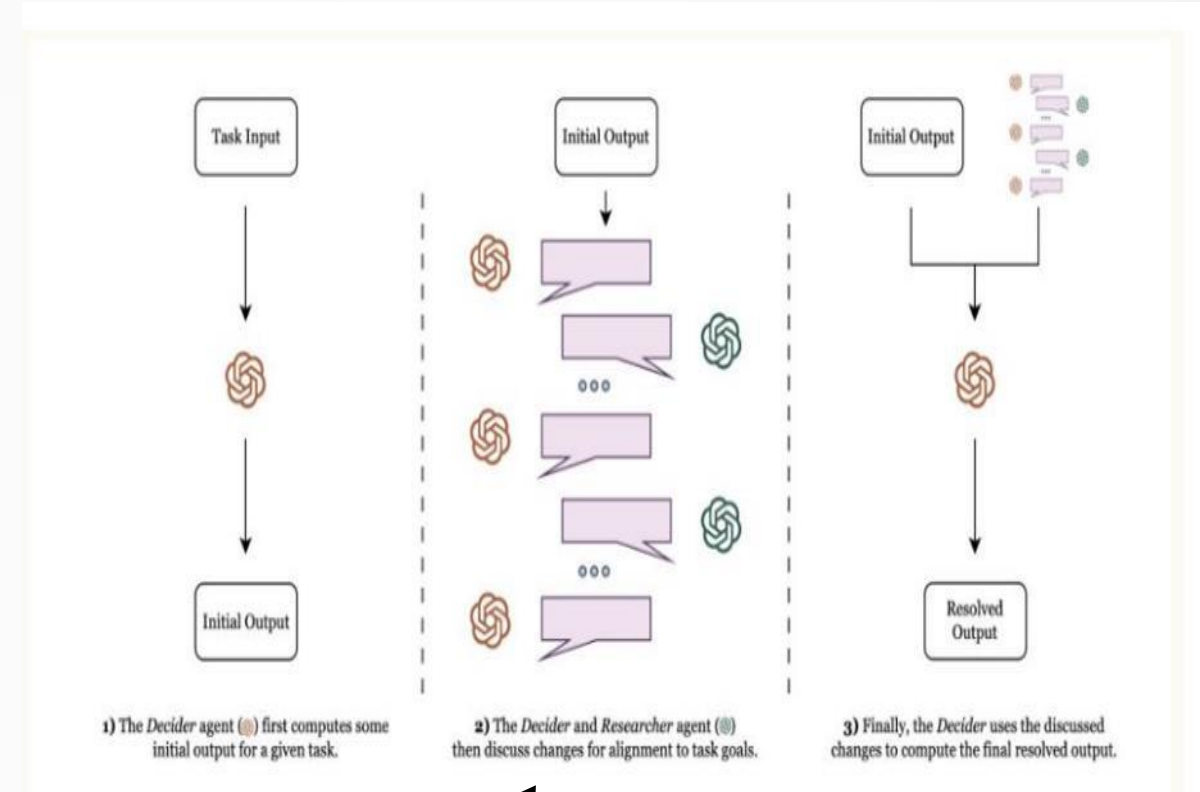 Task Input
Initial Output
Initial Output
Initial Output
Resolved
Output
1) The Decider agent () first computes some
initial output for a given task.
2) The Decider and Researcher agent ()
then discuss changes for alignment to task goals.
3) Finally, the Decider uses the discussed
changes to compute the final resolved output.